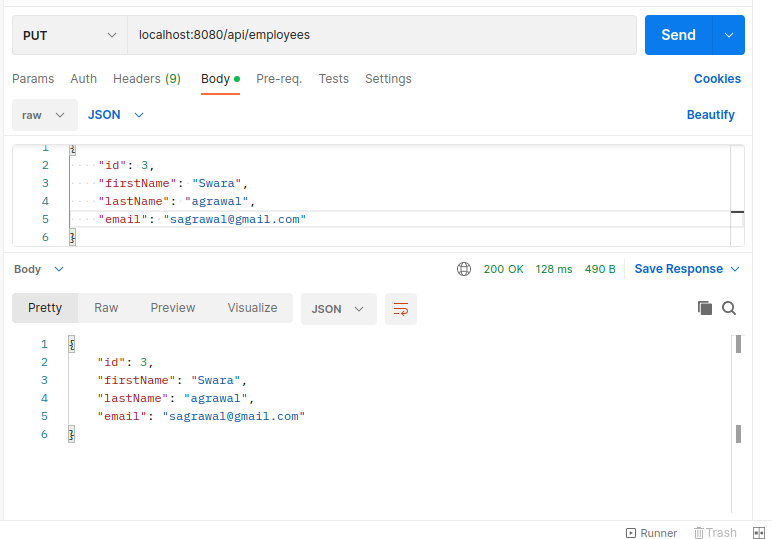 PUT localhost:8080/api/employees Send
Params Auth Headers (9) Body Pre-req. Tests Settings Cookies
raw JSON Beautify
1 {
2 "id": 3,
3 "firstName": "Swara",
4 "lastName": "agrawal",
5 "email": "sagrawal@gmail.com"
6 }
Body 200 OK 128 ms 490 B Save Response
Pretty Raw Preview Visualize JSON
1 {
2 "id": 3,
3 "firstName": "Swara",
4 "lastName": "agrawal",
5 "email": "sagrawal@gmail.com"
6 }
Runner Trash